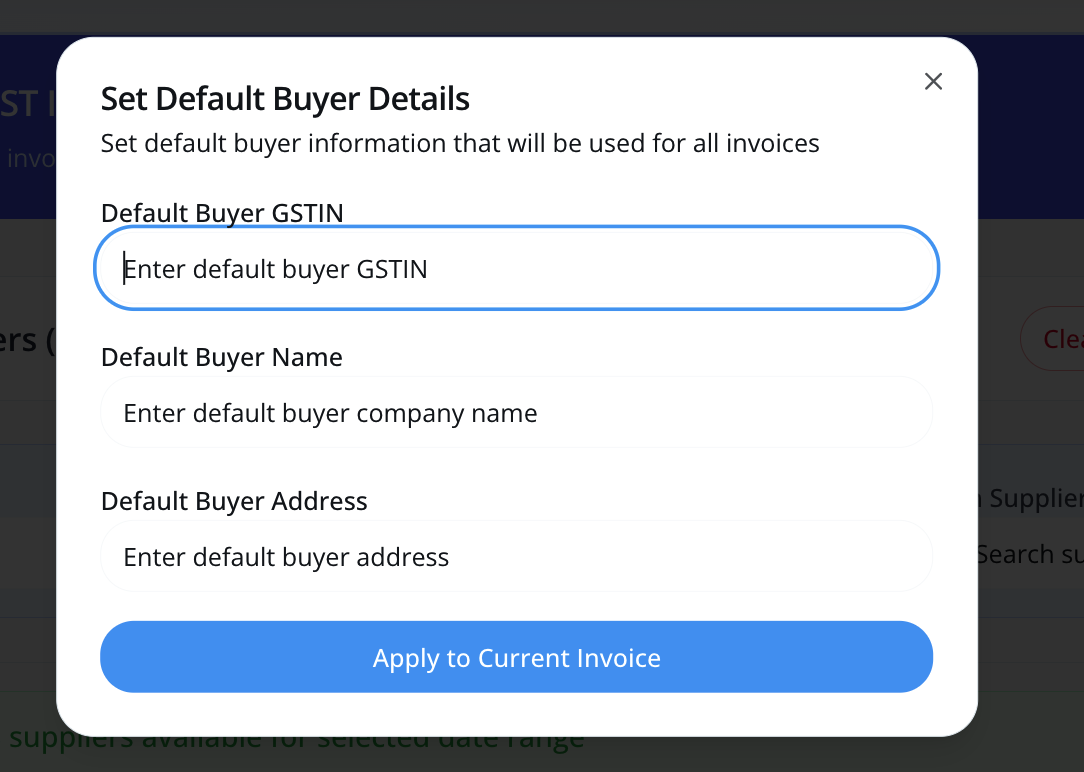 ST
Set Default Buyer Details
Set default buyer information that will be used for all invoices
invo
Default Buyer GSTIN
Enter default buyer GSTIN
ers (
Clea
Default Buyer Name
Enter default buyer company name
Default Buyer Address
Supplier
Enter default buyer address
Search su
Apply to Current Invoice
suppliers available for selected date range